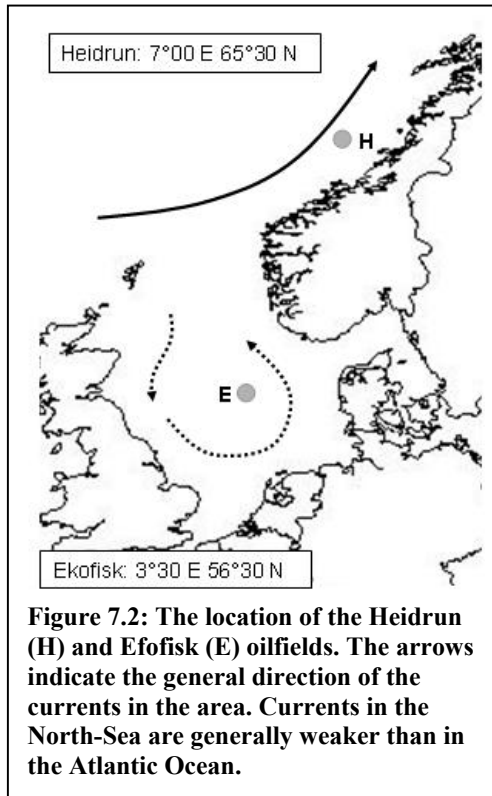 Heidrun: 7°00 E 65°30 N
H
E
Ekofisk: 3°30 E 56°30 N
Figure 7.2: The location of the Heidrun
(H) and Efofisk (E) oilfields. The arrows
indicate the general direction of the
currents in the area. Currents in the
North-Sea are generally weaker than in
the Atlantic Ocean.